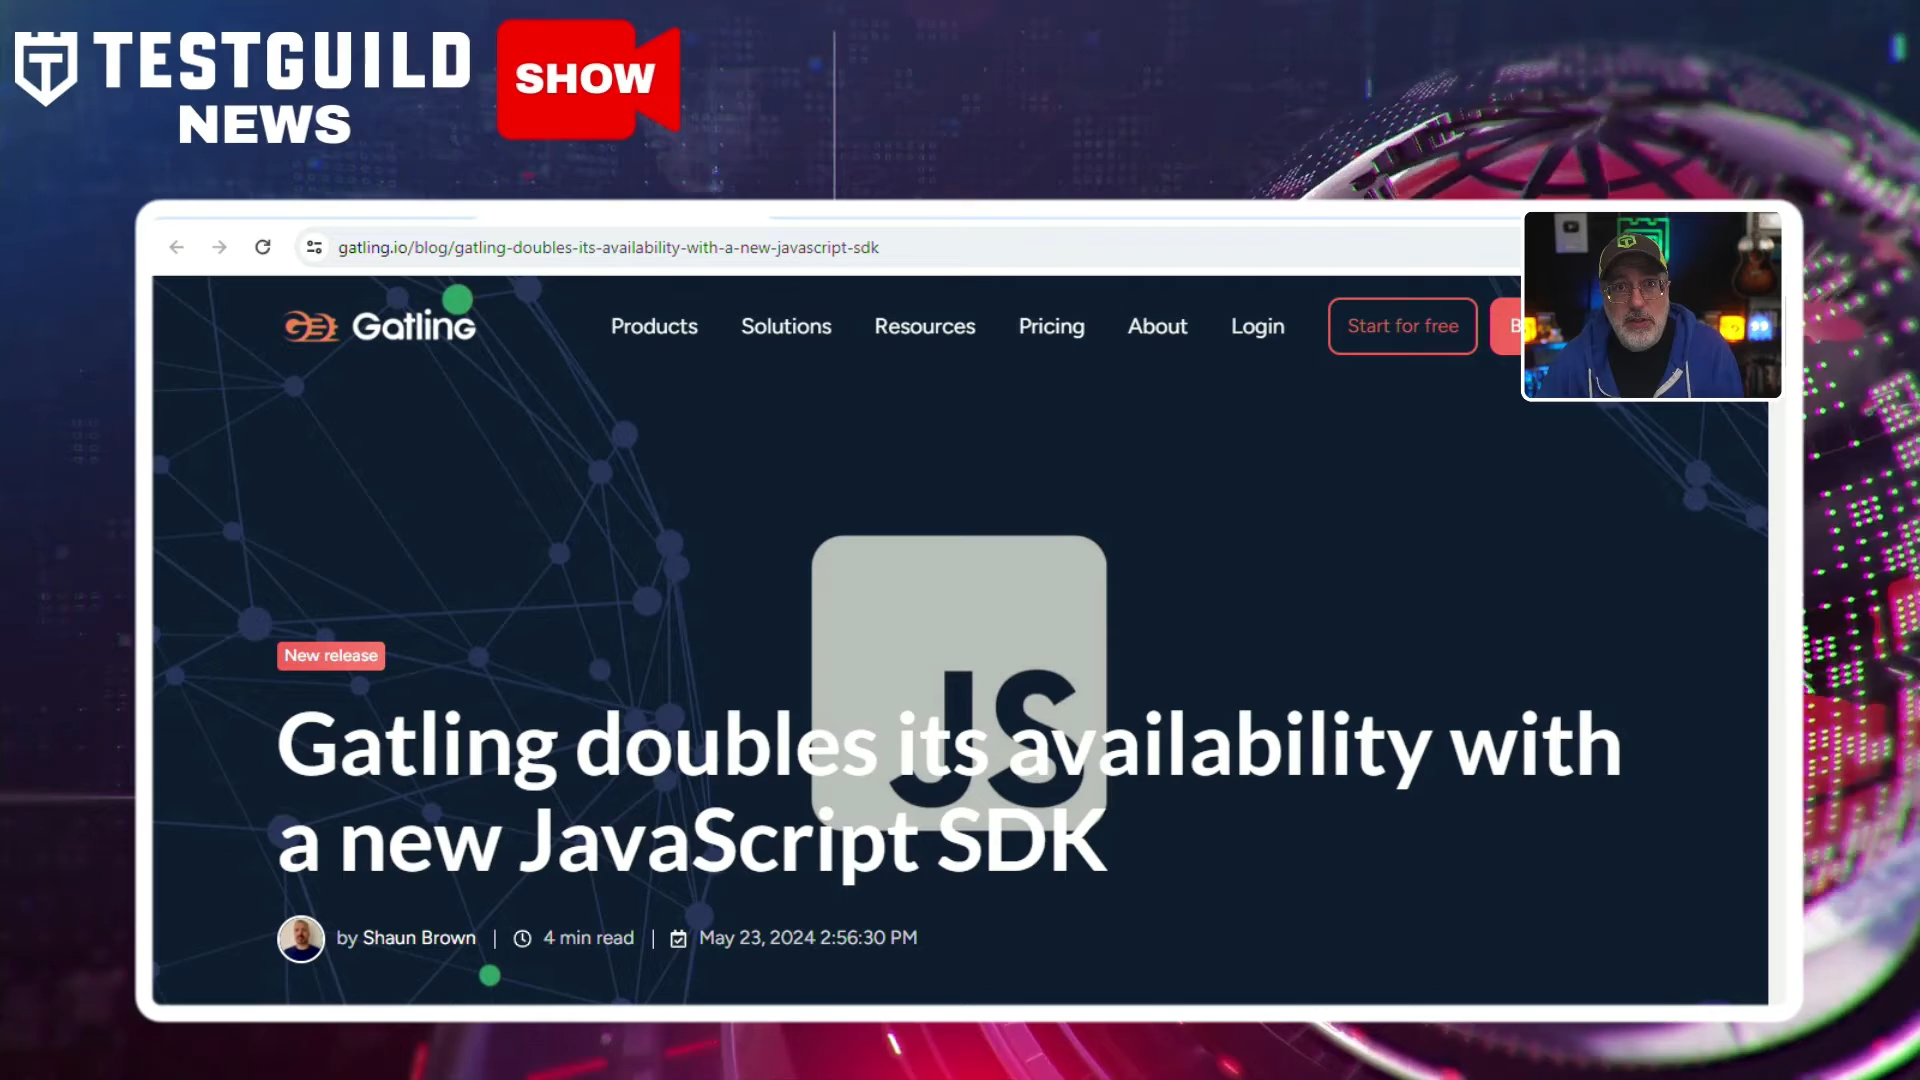 TESTGUILD
NEWS
SHOW
gatling.io/blog/gatling-doubles-its-availability-with-a-new-javascript-sdk
Gatling
Products
Solutions
Resources
Pricing
About
Login
Start for free
B
JS
New release
Gatling doubles its availability with
a new JavaScript SDK
by Shaun Brown | 4 min read | May 23, 2024 2:56:30 PM